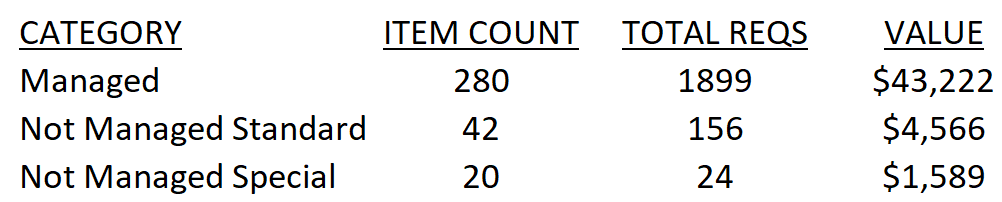 CATEGORY ITEM COUNT TOTAL REQS VALUE
Managed 280 1899 $43,222
Not Managed Standard 42 156 $4,566
Not Managed Special 20 24 $1,589